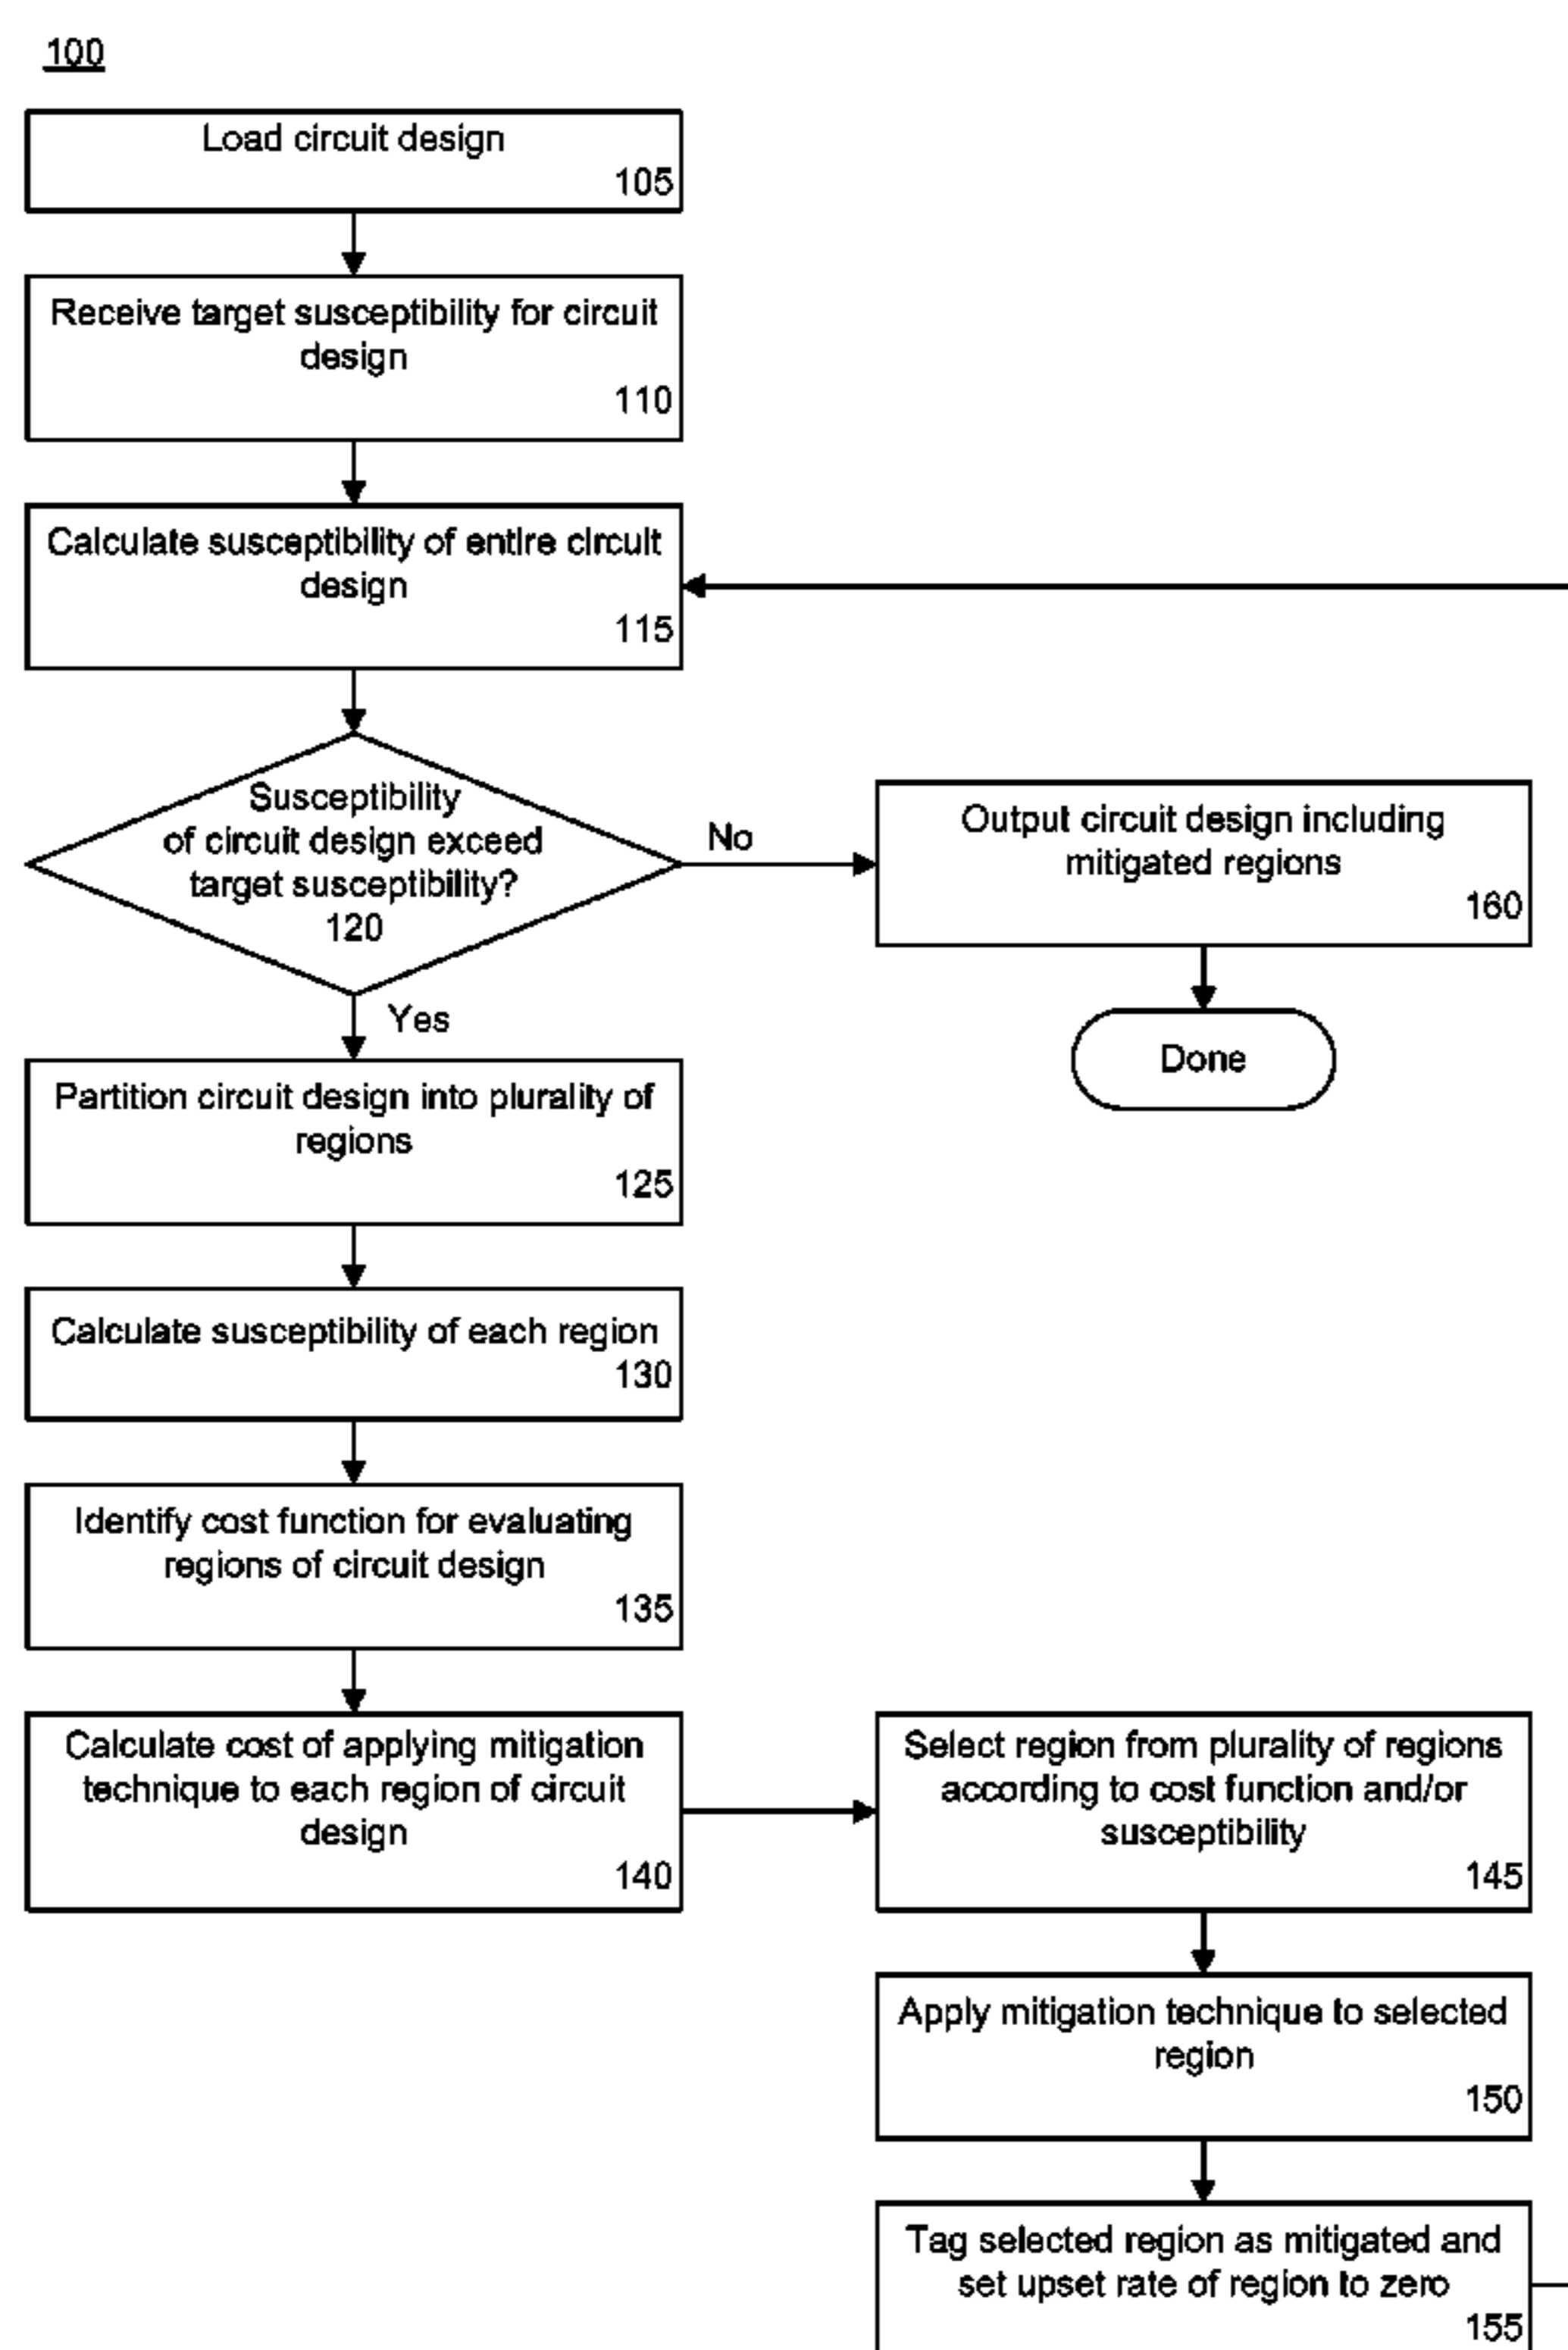 100
Load circuit design
105
Receive target susceptibility for circuit
design
110
Calculate susceptibility of entire circuit
design
115
Susceptibility
of circuit design exceed
target susceptibility?
120
No
Output circuit design including
mitigated regions
160
Done
Yes
Partition circuit design into plurality of
regions
125
Calculate susceptibility of each region
130
Identify cost function for evaluating
regions of circuit design
135
Calculate cost of applying mitigation
technique to each region of circuit
design
140
Select region from plurality of regions
according to cost function and/or
susceptibility
145
Apply mitigation technique to selected
region
150
Tag selected region as mitigated and
set upset rate of region to zero
155